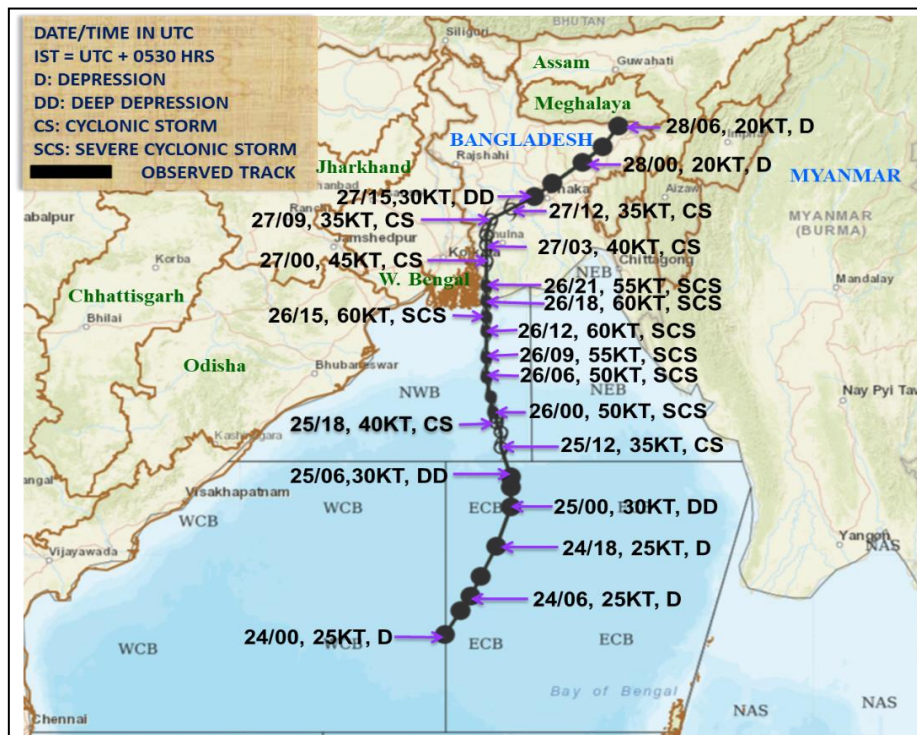 DATE/TIME IN UTC
IST = UTC + 0530 HRS
D: DEPRESSION
DD: DEEP DEPRESSION
CS: CYCLONIC STORM
SCS: SEVERE CYCLONIC STORM
OBSERVED TRACK
BHUTAN
Siliguri
Assam
Guwahati
Meghalaya
28/06, 20KT, D
BANGLADESH
Rajshahi
28/00, 20KT, D
Jharkhand
MYANMAR
27/15,30KT, DD
Aizaw
27/12, 35KT, CS
27/09, 35KT, CS
MYANMAR
(BURMA)
Jamshedpur
27/03, 40KT, CS
Korba
27/00, 45KT, CS
Chittagong
NEB
W. Bengal
Mandalay
26/21, 55KT, SCS
Chhattisgarh
26/18, 60KT, SCS
26/15, 60KT, SCS
Bhilai
26/12, 60KT, SCS
26/09, 55KT, SCS
Odisha
Bhubaneswar
26/06, 50KT, SCS
NWB
NEB
Nay Pyi Taw
26/00, 50KT, SCS
25/18, 40KT, CS
25/12, 35KT, CS
25/06,30KT, DD
Visakhapatnam
WCB
ECB
25/00, 30KT, DD
WCB
Yangon
NAS
24/18, 25KT, D
Vijayawada
24/06, 25KT, D
24/00, 25KT, D
WCB
WCB
ECB
ECB
Bay of Bengal
NAS
NAS
NAS
Chennai